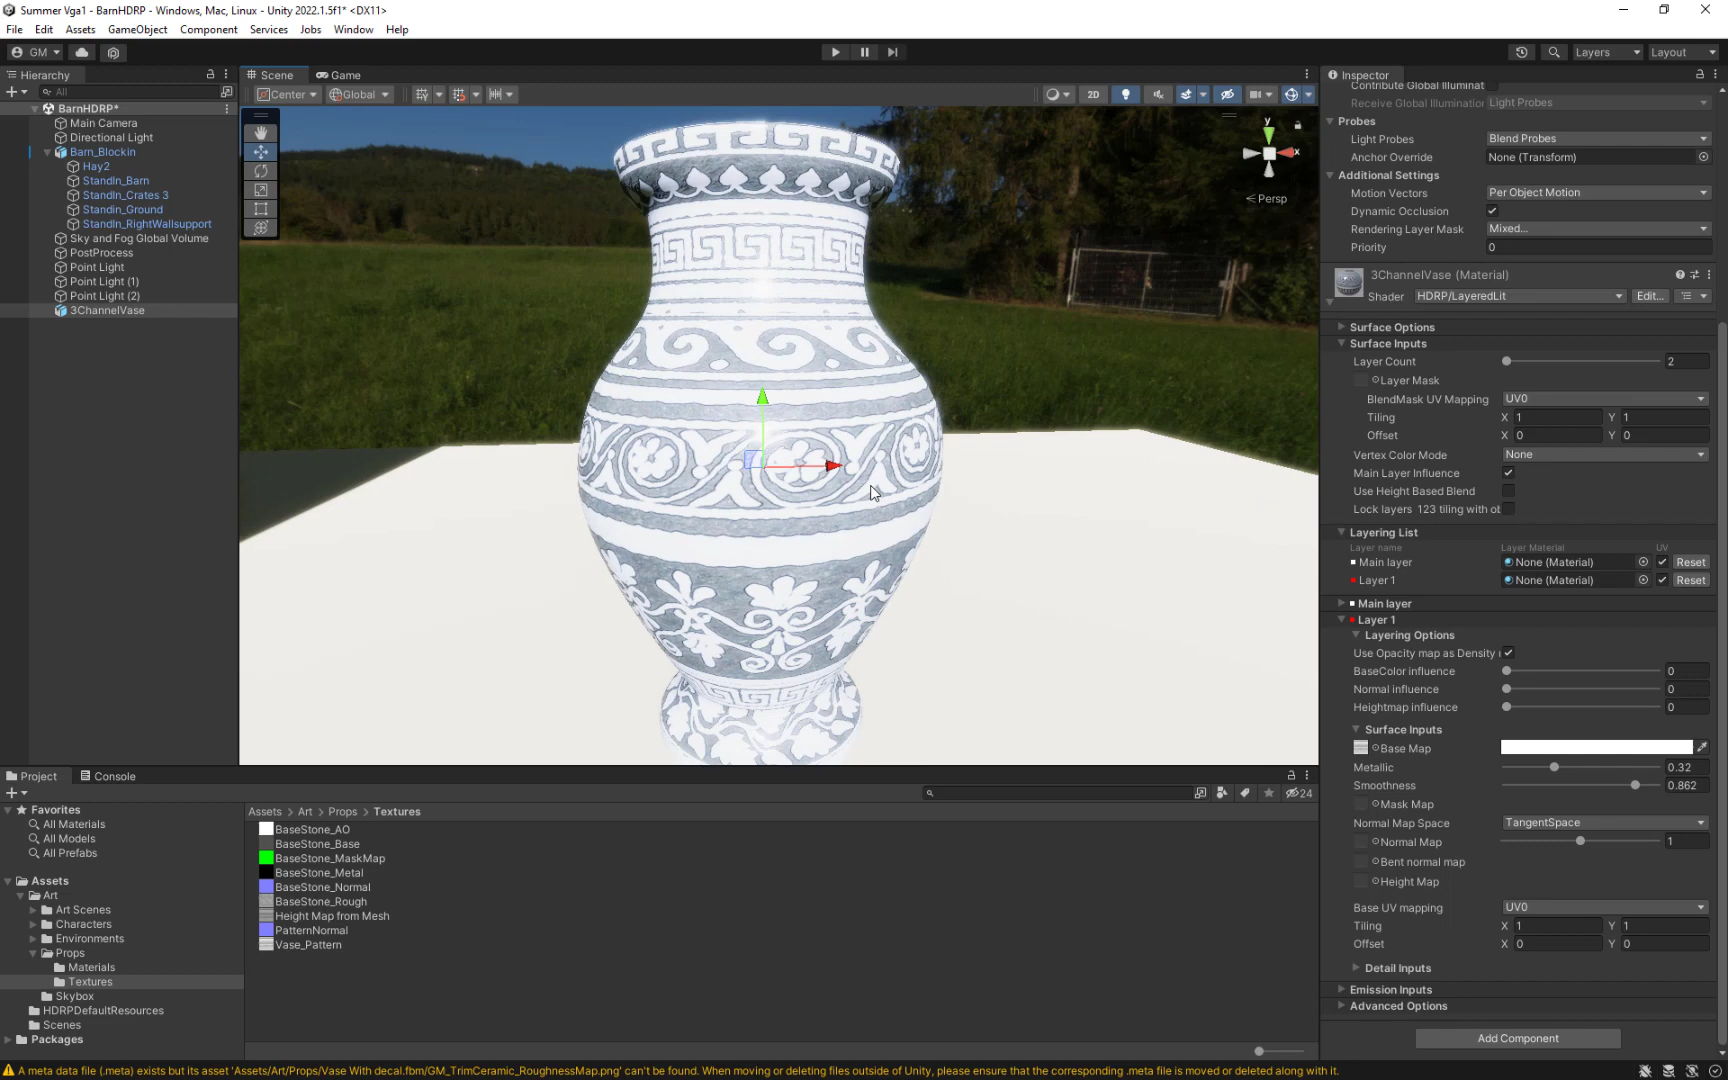 Summer Vga1 - BarnHDRP - Windows, Mac, Linux - Unity 2022.1.5f1* <DX11>
File Edit Assets GameObject Component Services Jobs Window Help
GM
Layers
Layout
Hierarchy
All
BarnHDRP*
Main Camera
Directional Light
Barn_Blockin
Hay2
StandIn_Barn
StandIn_Crates 3
Standin_Ground
StandIn_RightWallsupport
Sky and Fog Global Volume
PostProcess
Point Light
Point Light (1)
Point Light (2)
3ChannelVase
Scene Game
Center Global
2D
y
x
Persp
Inspector
Contribute Global Illuminat
Receive Global Illumination Light Probes
Probes
Light Probes Blend Probes
Anchor Override None (Transform)
Additional Settings
Motion Vectors Per Object Motion
Dynamic Occlusion
Rendering Layer Mask Mixed...
Priority 0
3ChannelVase (Material)
Shader HDRP/LayeredLit Edit...
Surface Options
Surface Inputs
Layer Count 2
Layer Mask
BlendMask UV Mapping UV0
Tiling X 1 Y 1
Offset X 0 Y 0
Vertex Color Mode None
Main Layer Influence
Use Height Based Blend
Lock layers 123 tiling with ot
Layering List
Layer name Layer Material UV
Main layer None (Material) Reset
Layer 1 None (Material) Reset
Main layer
Layer 1
Layering Options
Use Opacity map as Density
BaseColor influence 0
Normal influence 0
Heightmap influence 0
Surface Inputs
Base Map
Metallic 0.32
Smoothness 0.862
Mask Map
Normal Map Space TangentSpace
Normal Map 1
Bent normal map
Height Map
Base UV mapping UV0
Tiling X 1 Y 1
Offset X 0 Y 0
Detail Inputs
Emission Inputs
Advanced Options
Add Component
Project Console
24
Favorites
All Materials
All Models
All Prefabs
Assets
Art
Art Scenes
Characters
Environments
Props
Materials
Textures
Skybox
HDRPDefaultResources
Scenes
Packages
Assets > Art > Props > Textures
BaseStone_AO
BaseStone_Base
BaseStone_MaskMap
BaseStone_Metal
BaseStone_Normal
BaseStone_Rough
Height Map from Mesh
PatternNormal
Vase_Pattern
A meta data file (.meta) exists but its asset 'Assets/Art/Props/Vase With decal.fbm/GM_TrimCeramic_RoughnessMap.png' can't be found. When moving or deleting files outside of Unity, please ensure that the corresponding .meta file is moved or deleted along with it.